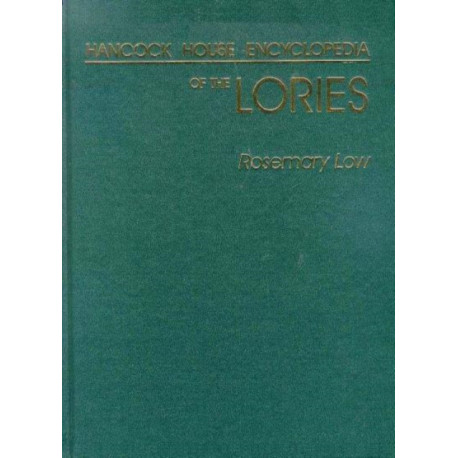 HANCOCK HOUSE ENCYCLOPEDIA
OF THE LORIES
Rosemary Low